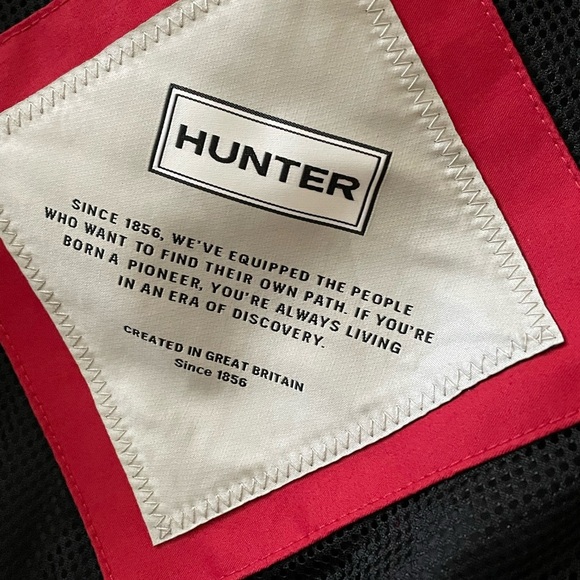 HUNTER
SINCE 1856, WE'VE EQUIPPED THE PEOPLE
WHO WANT TO FIND THEIR OWN PATH. IF YOU'RE
BORN A PIONEER, YOU'RE ALWAYS LIVING
IN AN ERA OF DISCOVERY.
CREATED IN GREAT BRITAIN
Since 1856